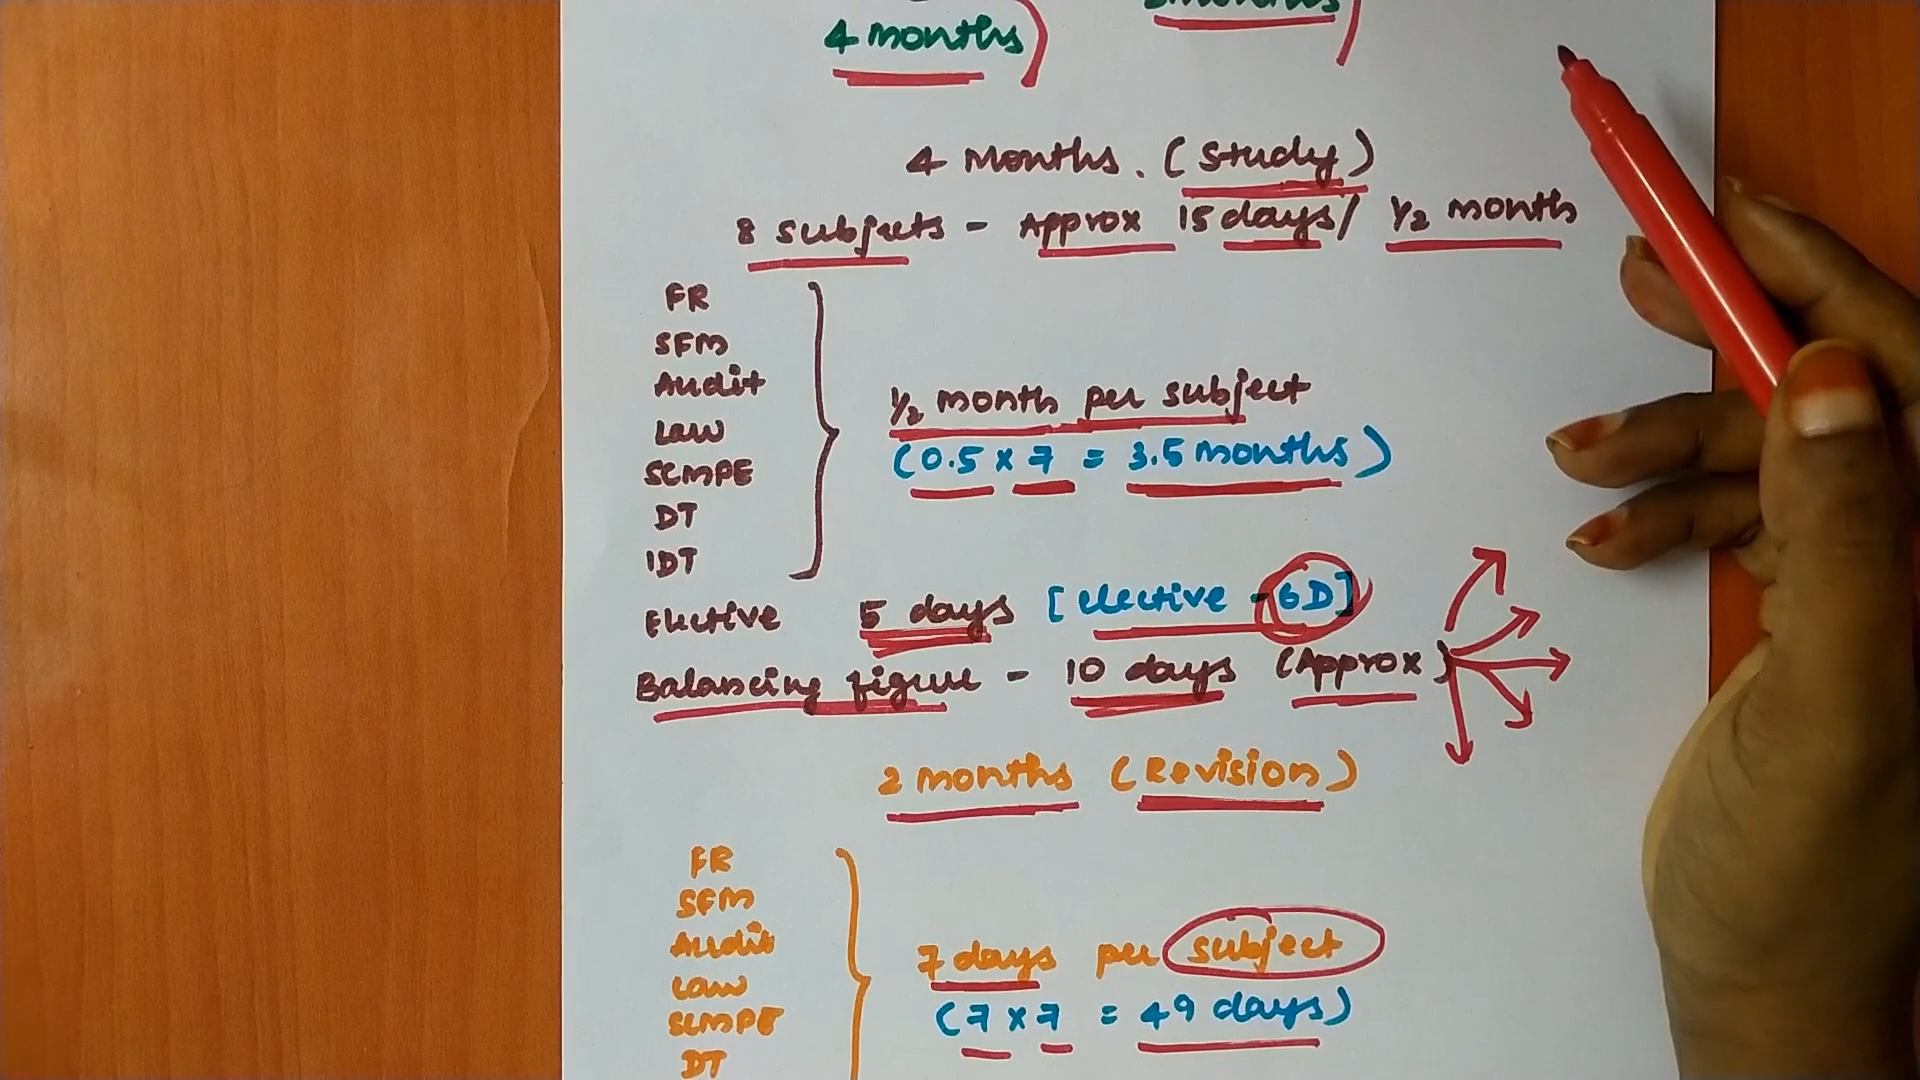 4 months)
months)
4 Months. (Study)
8 subjects - Approx 15 days/ 1/2 month
FR
SFM
Audit
Law
SCMPE
DT
IDT
1/2 month per subject
(0.5 x 7 = 3.5 months)
Elective 5 days [elective - 6D]
Balancing figure - 10 days (Approx)
2 months (Revision)
FR
SFM
Audit
Law
SCMPE
DT
7 days per subject
(7 x 7 = 49 days)